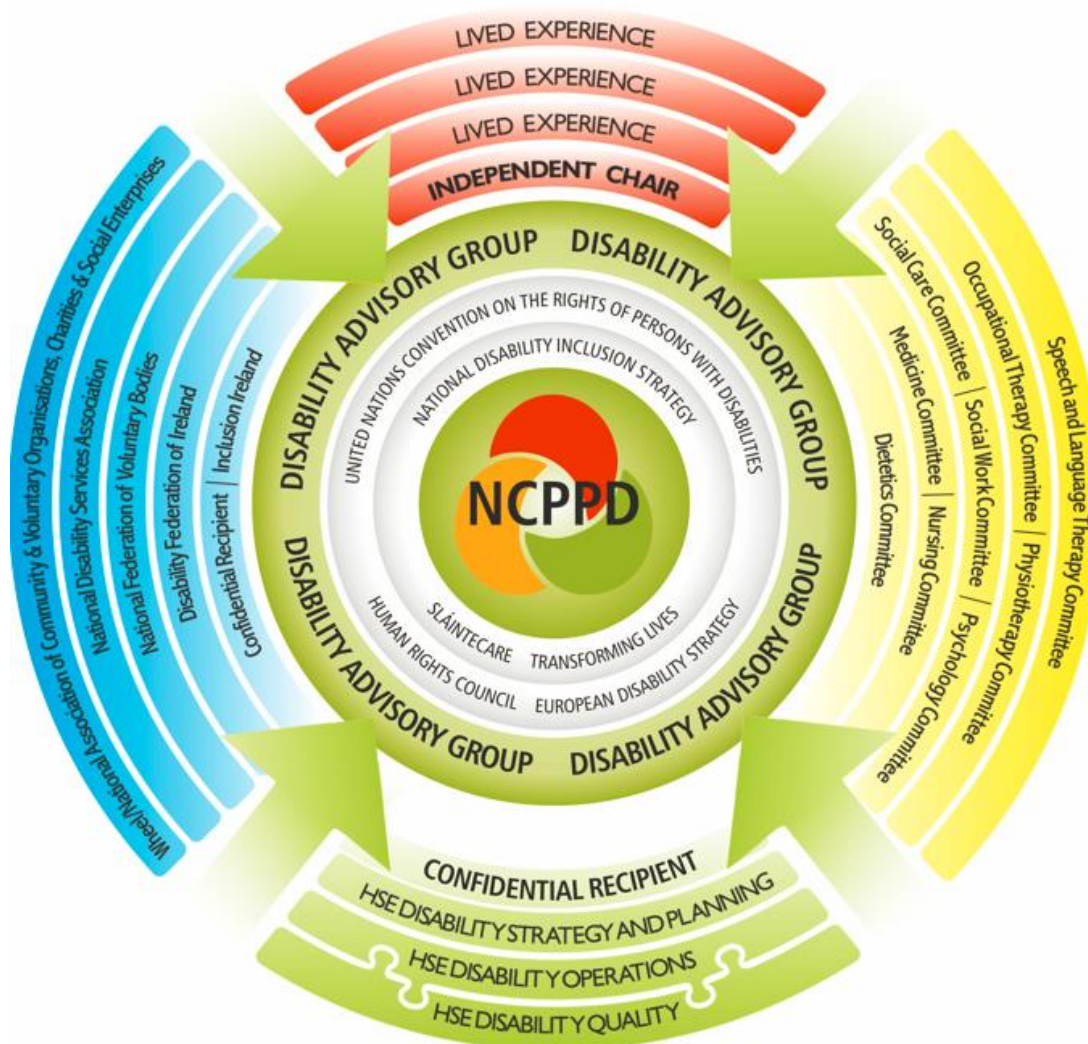 LIVED EXPERIENCE
LIVED EXPERIENCE
LIVED EXPERIENCE
INDEPENDENT CHAIR
DISABILITY ADVISORY GROUP
DISABILITY ADVISORY GROUP
UNITED NATIONS CONVENTION ON THE RIGHTS OF PERSONS WITH DISABILITIES
NATIONAL DISABILITY INCLUSION STRATEGY
NCPPD
SLÁINTECARE TRANSFORMING LIVES
HUMAN RIGHTS COUNCIL EUROPEAN DISABILITY STRATEGY
DISABILITY ADVISORY GROUP
DISABILITY ADVISORY GROUP
Wheel/National Association of Community & Voluntary Organisations, Charities & Social Enterprises
National Disability Services Association
National Federation of Voluntary Bodies
Disability Federation of Ireland
Confidential Recipient | Inclusion Ireland
Speech and Language Therapy Committee
Occupational Therapy Committee | Physiotherapy Committee
Social Care Committee | Social Work Committee | Psychology Committee
Medicine Committee | Nursing Committee
Dietetics Committee
CONFIDENTIAL RECIPIENT
HSE DISABILITY STRATEGY AND PLANNING
HSE DISABILITY OPERATIONS
HSE DISABILITY QUALITY